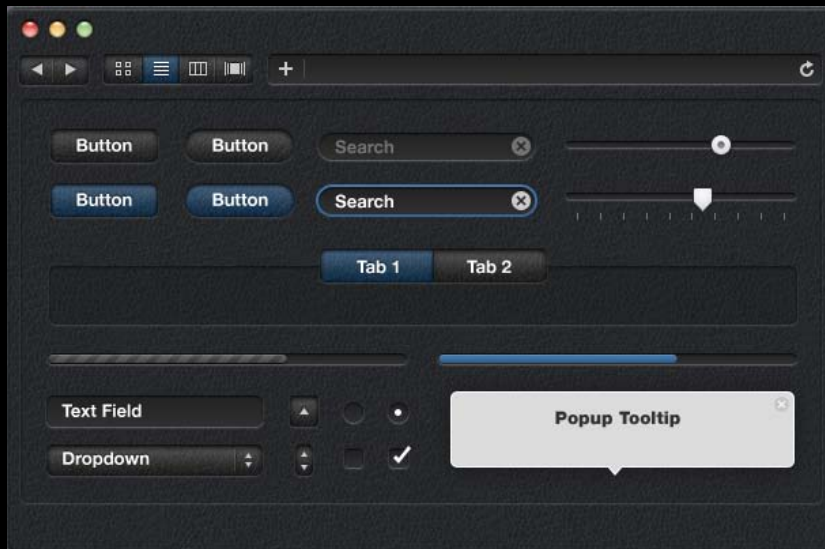 Button
Button
Search
Button
Button
Search
Tab 1
Tab 2
Text Field
Popup Tooltip
Dropdown